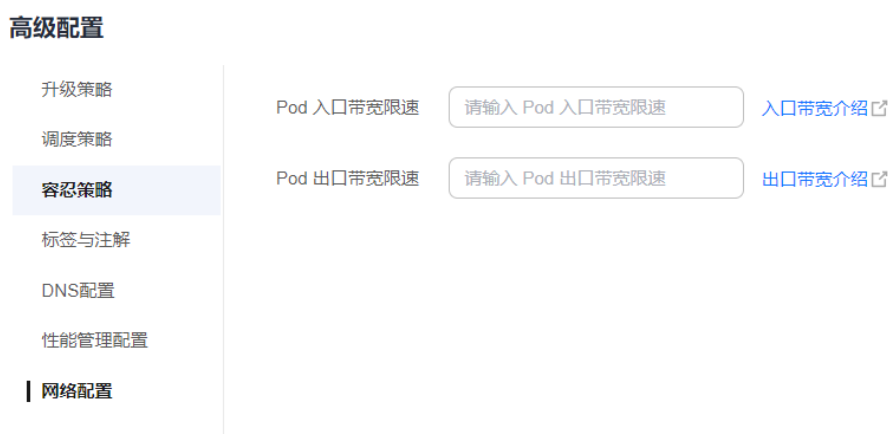 高级配置
升级策略
调度策略
容忍策略
标签与注解
DNS配置
性能管理配置
网络配置
Pod 入口带宽限速 请输入 Pod 入口带宽限速 入口带宽介绍
Pod 出口带宽限速 请输入 Pod 出口带宽限速 出口带宽介绍